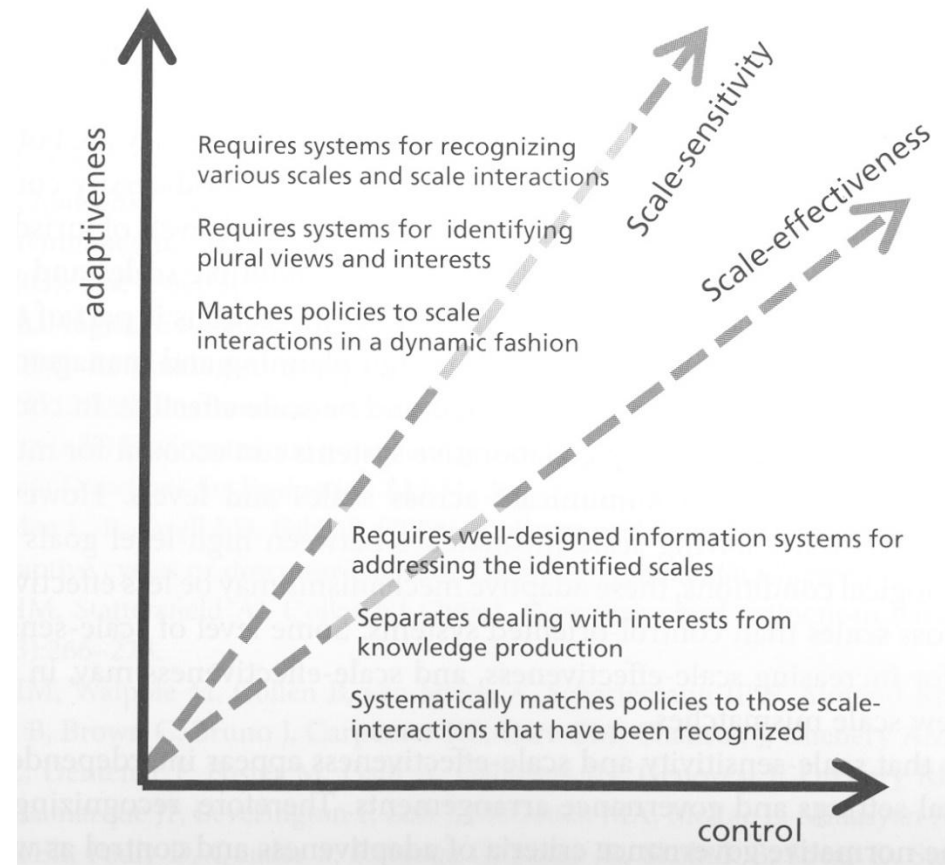 adaptiveness
Requires systems for recognizing
various scales and scale interactions
Requires systems for identifying
plural views and interests
Matches policies to scale
interactions in a dynamic fashion
Scale-sensitivity
Scale-effectiveness
Requires well-designed information systems for
addressing the identified scales
Separates dealing with interests from
knowledge production
Systematically matches policies to those scale-
interactions that have been recognized
control